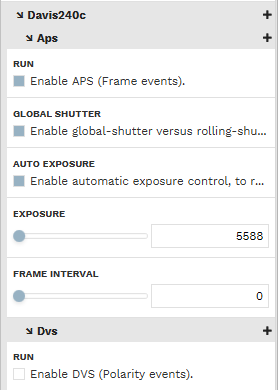 Davis240c +
Aps +
RUN
Enable APS (Frame events).
GLOBAL SHUTTER
Enable global-shutter versus rolling-shu...
AUTO EXPOSURE
Enable automatic exposure control, to r...
EXPOSURE
5588
FRAME INTERVAL
0
Dvs +
RUN
Enable DVS (Polarity events).